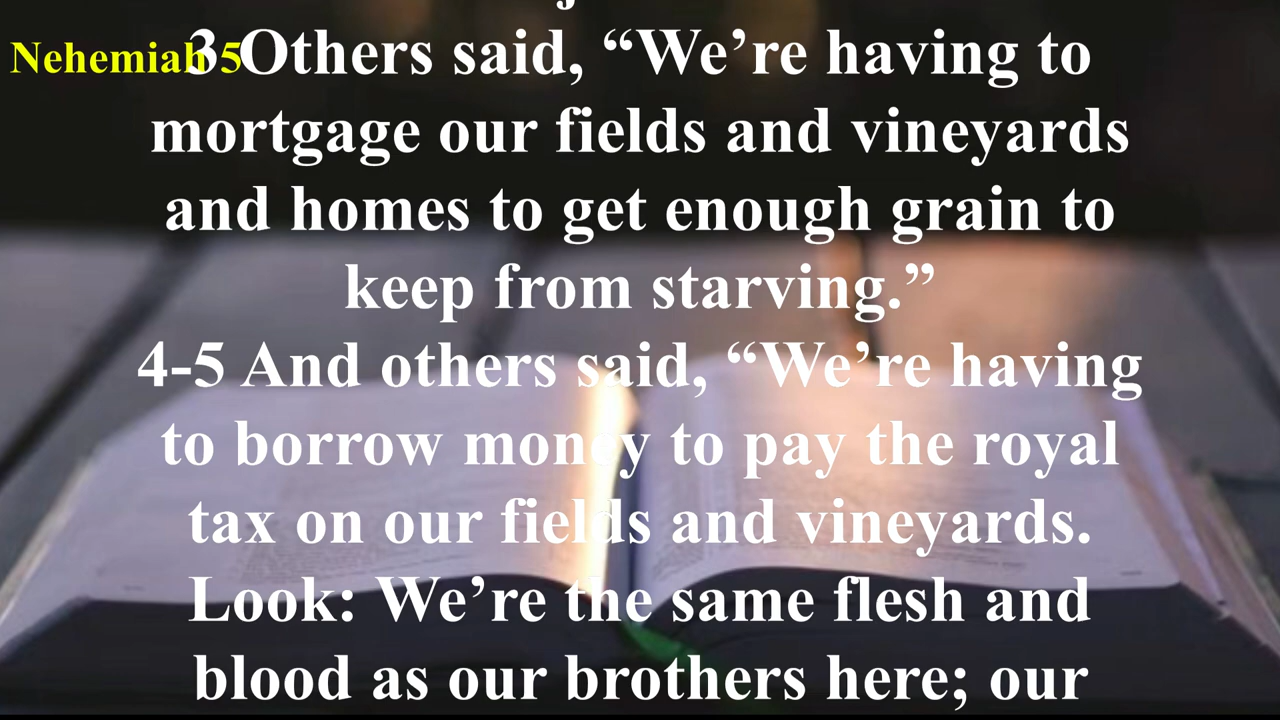 Nehemiah 5
3 Others said, “We’re having to
mortgage our fields and vineyards
and homes to get enough grain to
keep from starving.”
4-5 And others said, “We’re having
to borrow money to pay the royal
tax on our fields and vineyards.
Look: We’re the same flesh and
blood as our brothers here; our